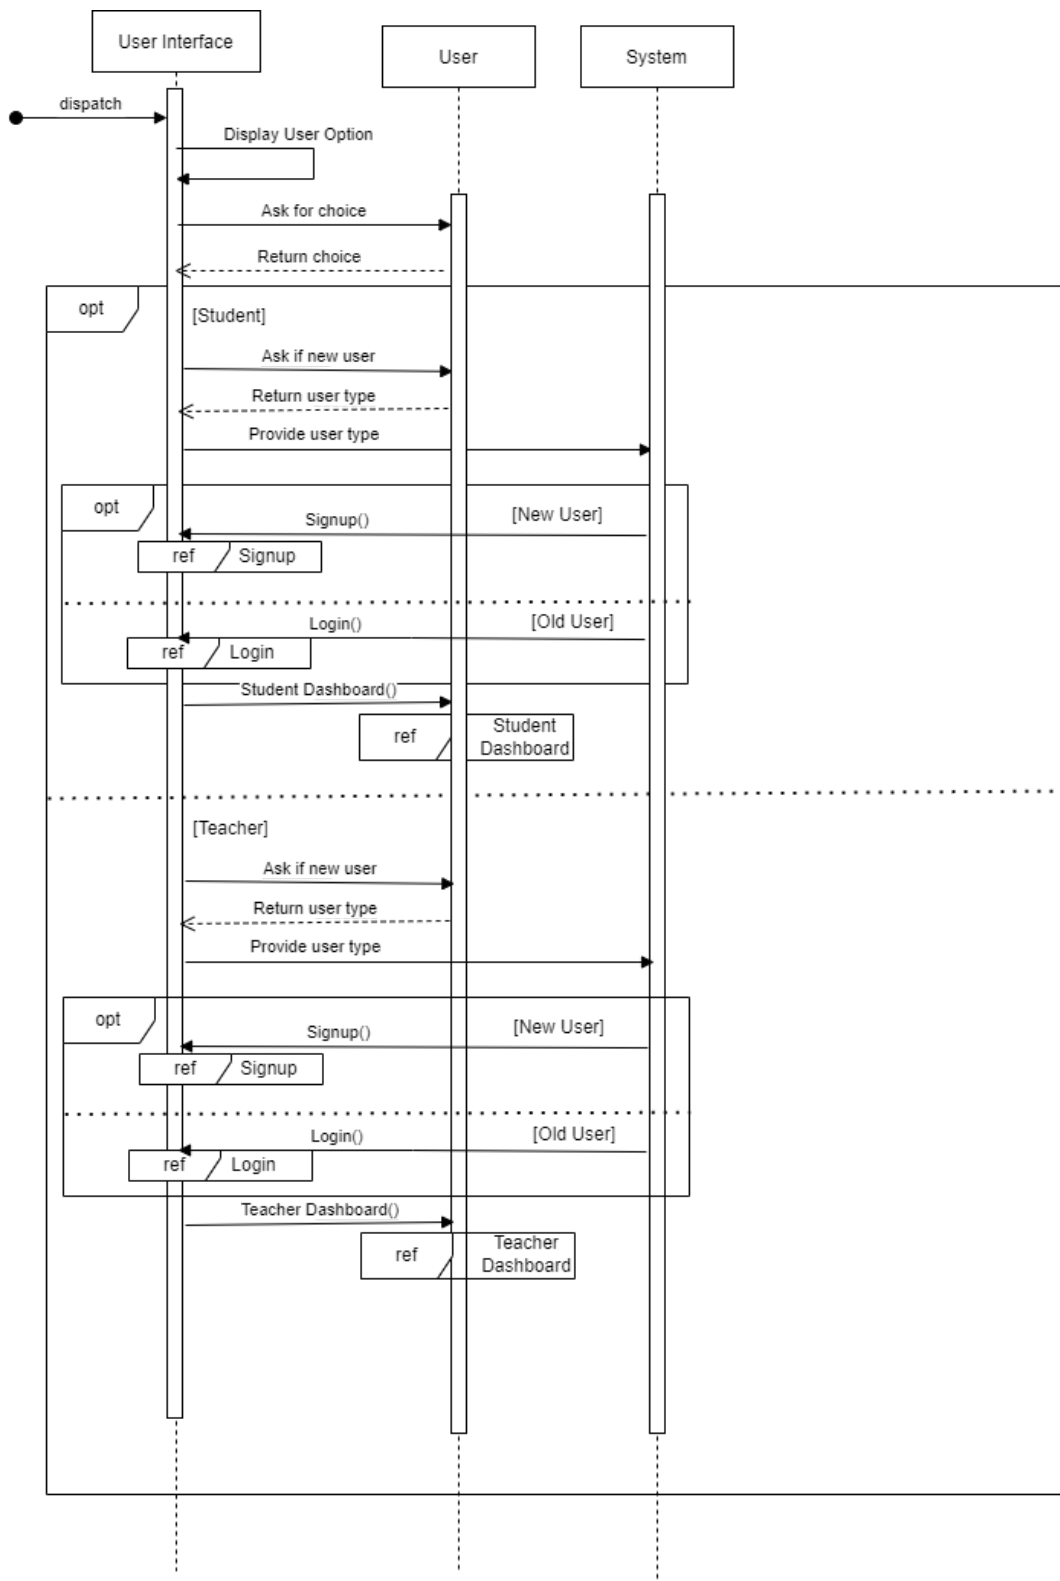 User Interface
User
System
dispatch
Display User Option
Ask for choice
Return choice
opt
[Student]
Ask if new user
Return user type
Provide user type
opt
[New User]
Signup()
ref
Signup
[Old User]
Login()
ref
Login
Student Dashboard()
ref
Student
Dashboard
[Teacher]
Ask if new user
Return user type
Provide user type
opt
[New User]
Signup()
ref
Signup
[Old User]
Login()
ref
Login
Teacher Dashboard()
ref
Teacher
Dashboard